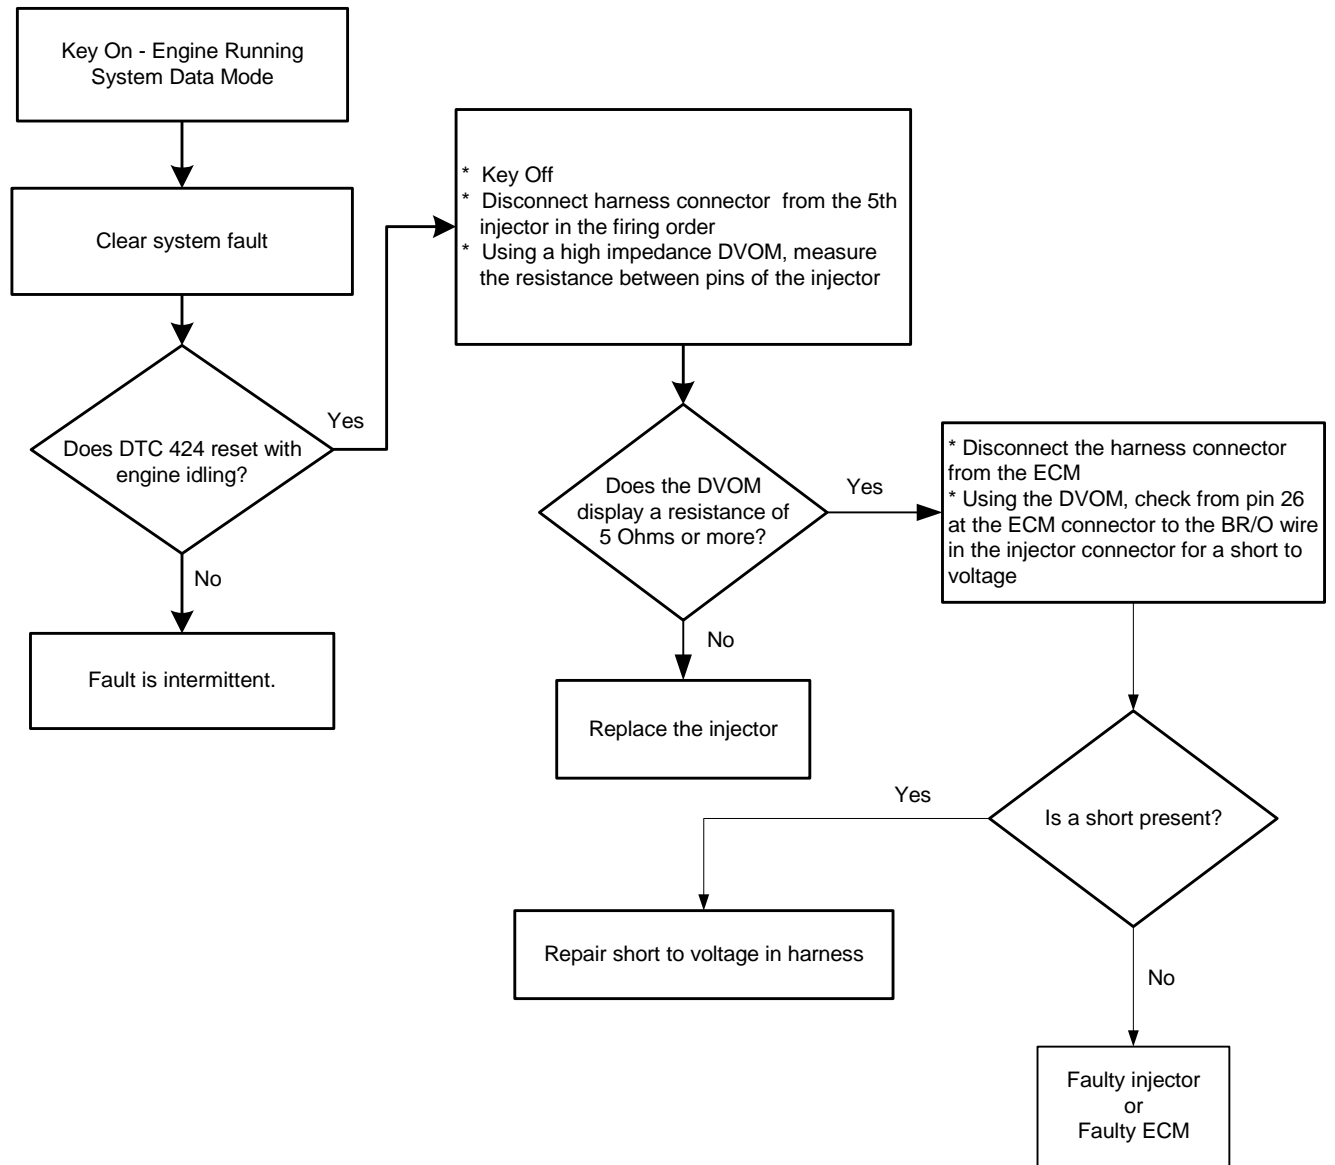 Key On - Engine Running
System Data Mode
Clear system fault
Does DTC 424 reset with
engine idling?
Yes
No
Fault is intermittent.
* Key Off
* Disconnect harness connector from the 5th
injector in the firing order
* Using a high impedance DVOM, measure
the resistance between pins of the injector
Does the DVOM
display a resistance of
5 Ohms or more?
Yes
No
Replace the injector
* Disconnect the harness connector
from the ECM
* Using the DVOM, check from pin 26
at the ECM connector to the BR/O wire
in the injector connector for a short to
voltage
Is a short present?
Yes
Repair short to voltage in harness
No
Faulty injector
or
Faulty ECM